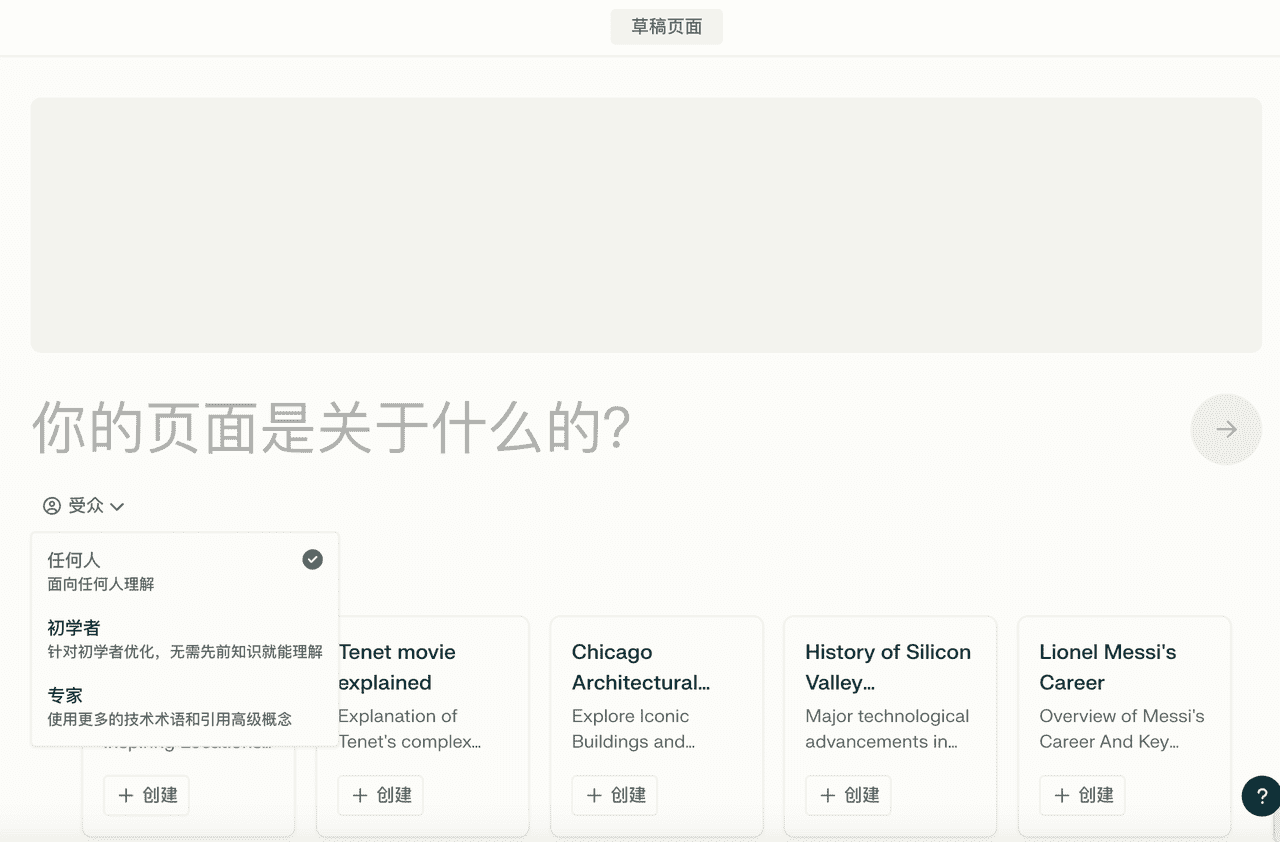 草稿页面
你的页面是关于什么的?
受众
任何人
面向任何人理解
初学者
针对初学者优化，无需先前知识就能理解
专家
使用更多的技术术语和引用高级概念
Inspiring Locations...
创建
Tenet movie
explained
Explanation of
Tenet's complex...
创建
Chicago
Architectural...
Explore Iconic
Buildings and...
创建
History of Silicon
Valley...
Major technological
advancements in...
创建
Lionel Messi's
Career
Overview of Messi's
Career And Key...
创建
?